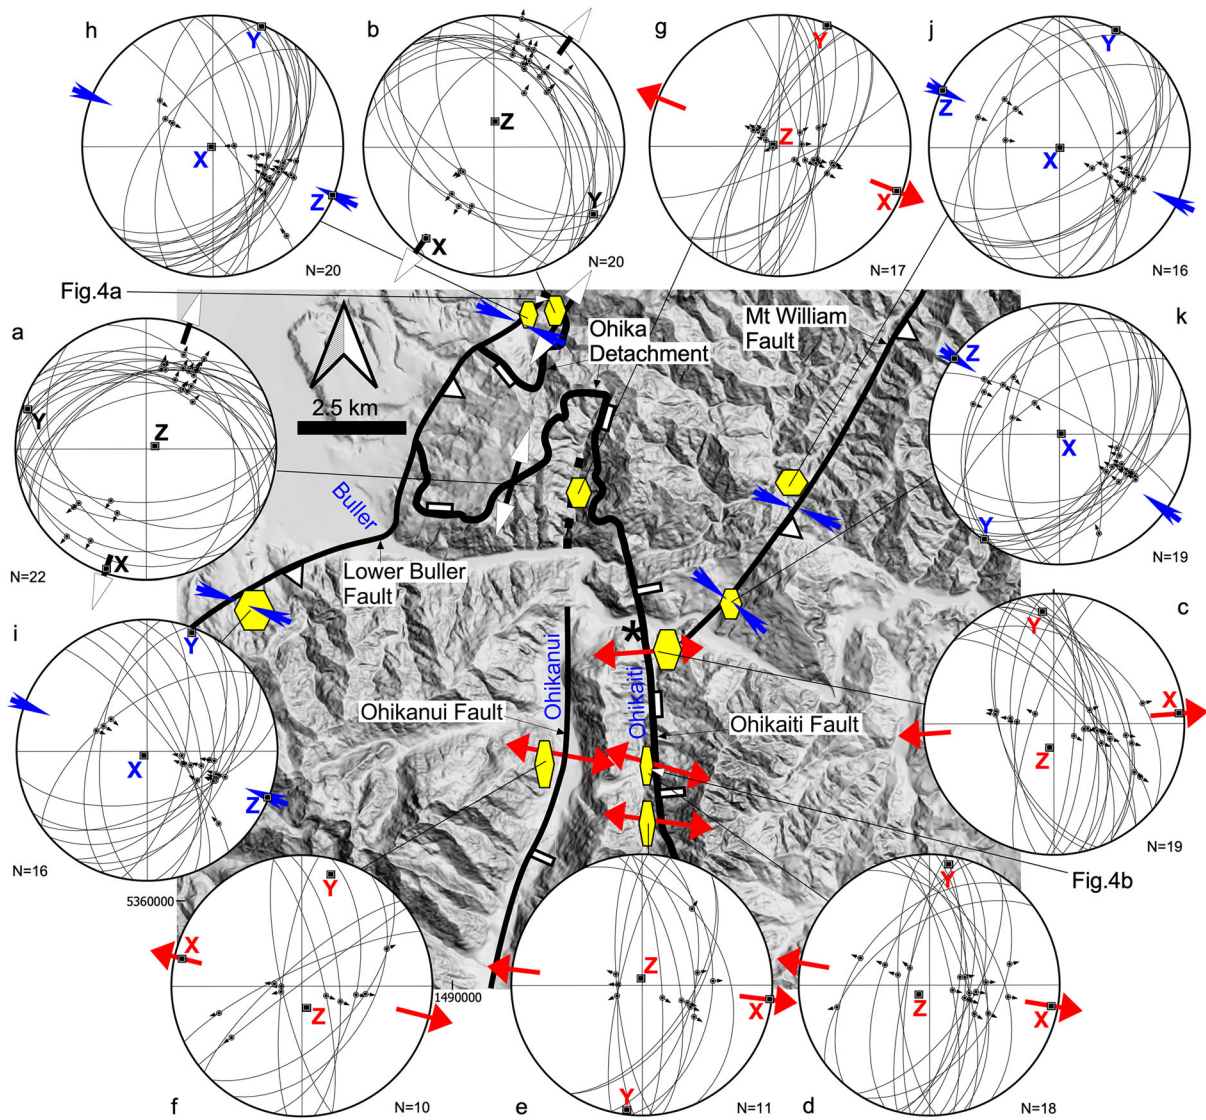 h
Y
X
Z
N=20
b
Z
Y
X
N=20
g
Y
Z
X
N=17
j
Y
Z
X
N=16
Fig.4a
a
Y
Z
X
N=22
2.5 km
Ohika
Detachment
Mt William
Fault
k
Z
X
Y
N=19
Buller
Lower Buller
Fault
i
Y
X
Z
N=16
*
Ohikanui
Ohikaiti
Ohikanui Fault
Ohikaiti Fault
c
Y
X
Z
N=19
Fig.4b
5360000
1490000
Y
X
Z
f
N=10
Z
X
Y
e
N=11
Y
Z
X
d
N=18